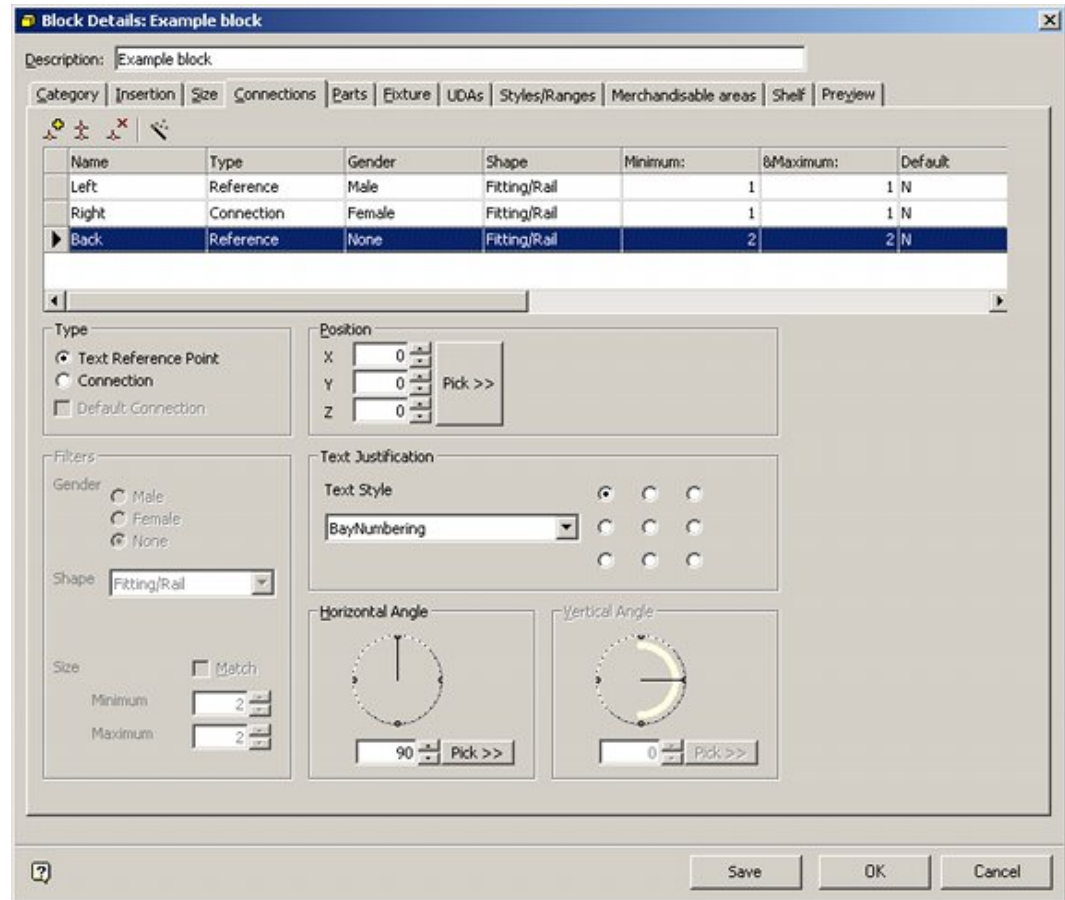 Block Details: Example block
Description: Example block
Category Insertion Size Connections Parts Fixture UDAs Styles/Ranges Merchandisable areas Shelf Preview
Name Type Gender Shape Minimum: &Maximum: Default
Left Reference Male Fitting/Rail 1 1 N
Right Connection Female Fitting/Rail 1 1 N
Back Reference None Fitting/Rail 2 2 N
Type
Text Reference Point
Connection
Default Connection
Position
X 0
Y 0
Z 0
Pick >>
Filters
Gender
Male
Female
None
Shape Fitting/Rail
Size Match
Minimum 2
Maximum 2
Text Justification
Text Style
BayNumbering
Horizontal Angle
90 Pick >>
Vertical Angle
0 Pick >>
? Save OK Cancel